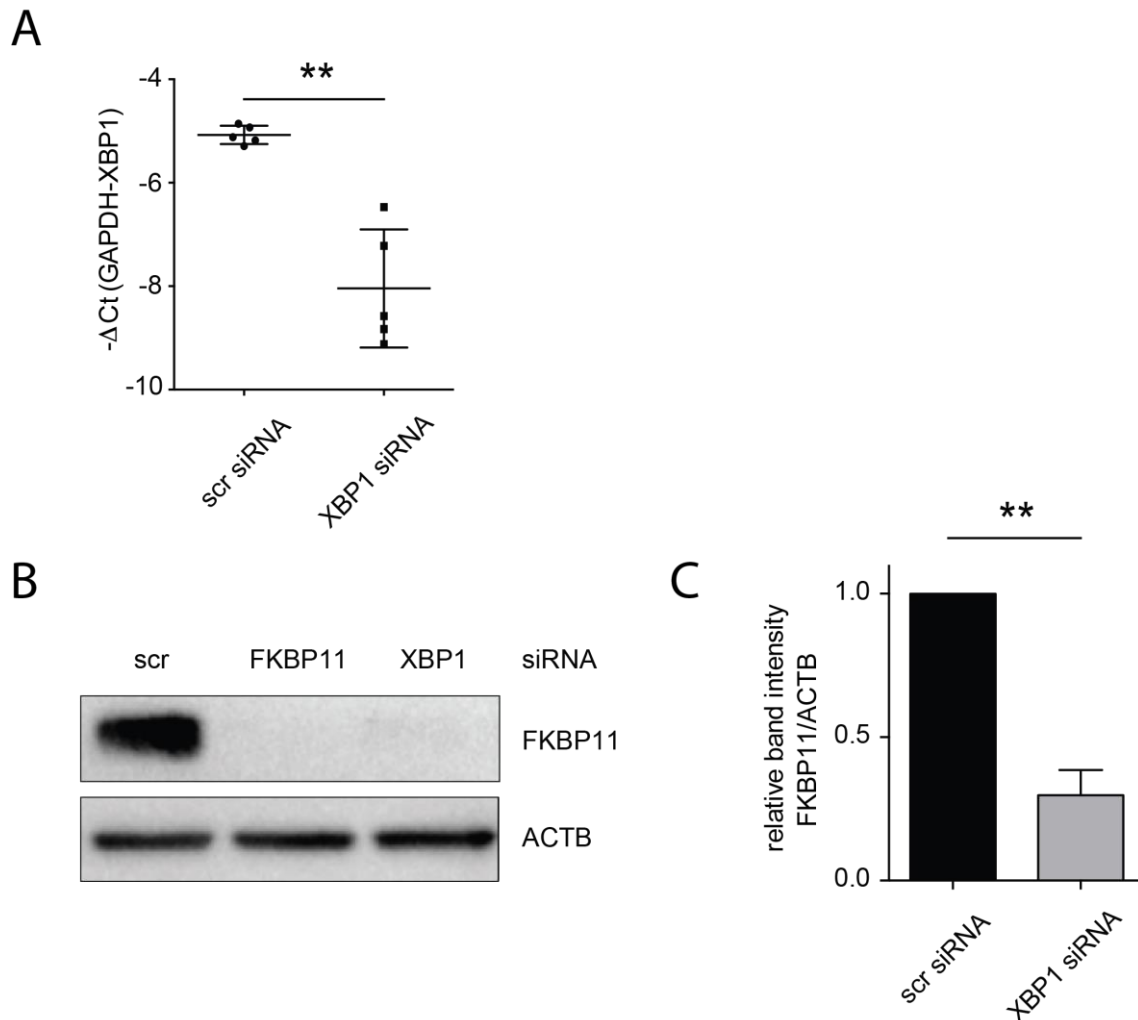 A
**
-4
-6
-8
-10
-ΔCt (GAPDH-XBP1)
scr siRNA
XBP1 siRNA
B
scr FKBP11 XBP1 siRNA
FKBP11
ACTB
C
**
1.0
0.5
0.0
relative band intensity
FKBP11/ACTB
scr siRNA
XBP1 siRNA